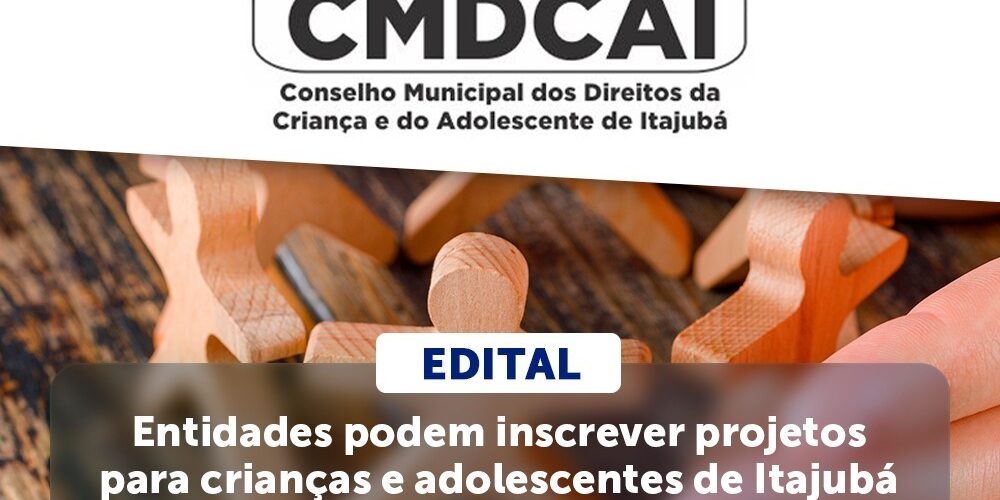 CMDCAI
Conselho Municipal dos Direitos da
Criança e do Adolescente de Itajubá
EDITAL
Entidades podem inscrever projetos
para crianças e adolescentes de Itajubá